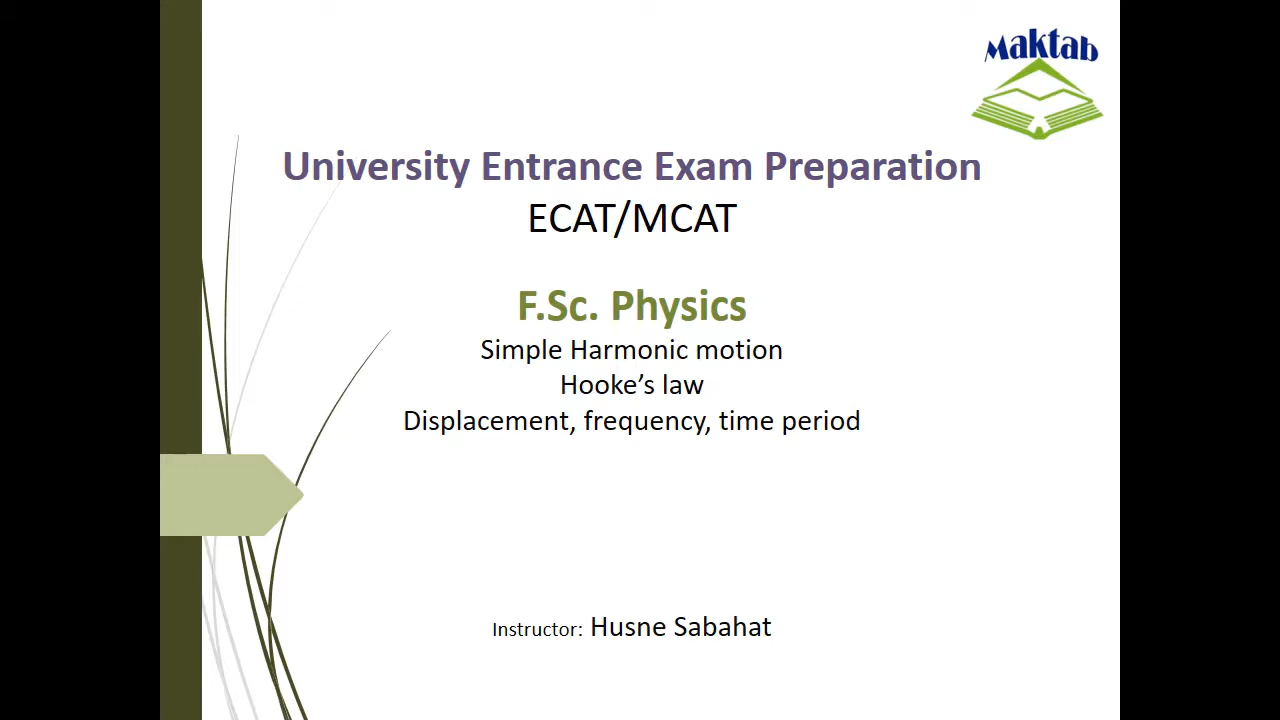 Maktab
University Entrance Exam Preparation
ECAT/MCAT
F.Sc. Physics
Simple Harmonic motion
Hooke’s law
Displacement, frequency, time period
Instructor: Husne Sabahat